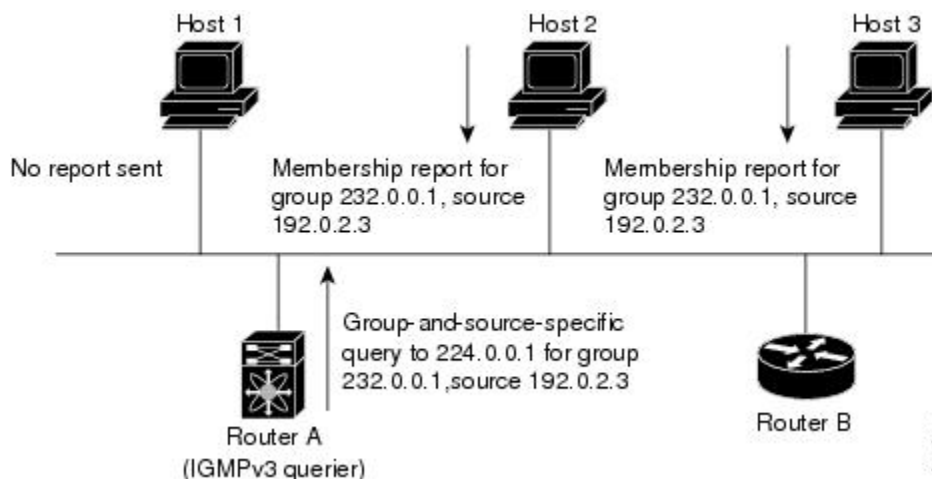 Host 1
Host 2
Host 3
No report sent
Membership report for
group 232.0.0.1, source
192.0.2.3
Membership report for
group 232.0.0.1, source
192.0.2.3
Group-and-source-specific
query to 224.0.0.1 for group
232.0.0.1,source 192.0.2.3
Router A
(IGMPv3 querier)
Router B